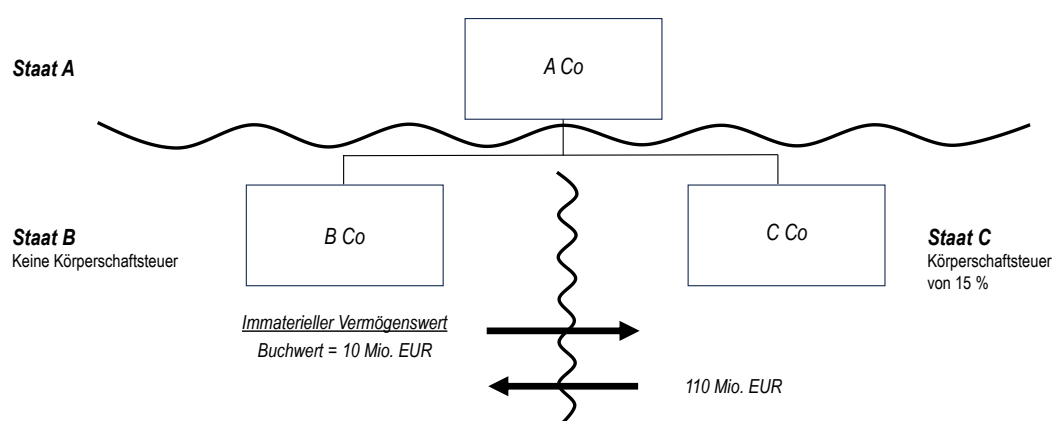 A Co
Staat A
B Co
C Co
Staat B
Keine Körperschaftsteuer
Staat C
Körperschaftsteuer
von 15 %
Immaterieller Vermögenswert
Buchwert = 10 Mio. EUR
110 Mio. EUR